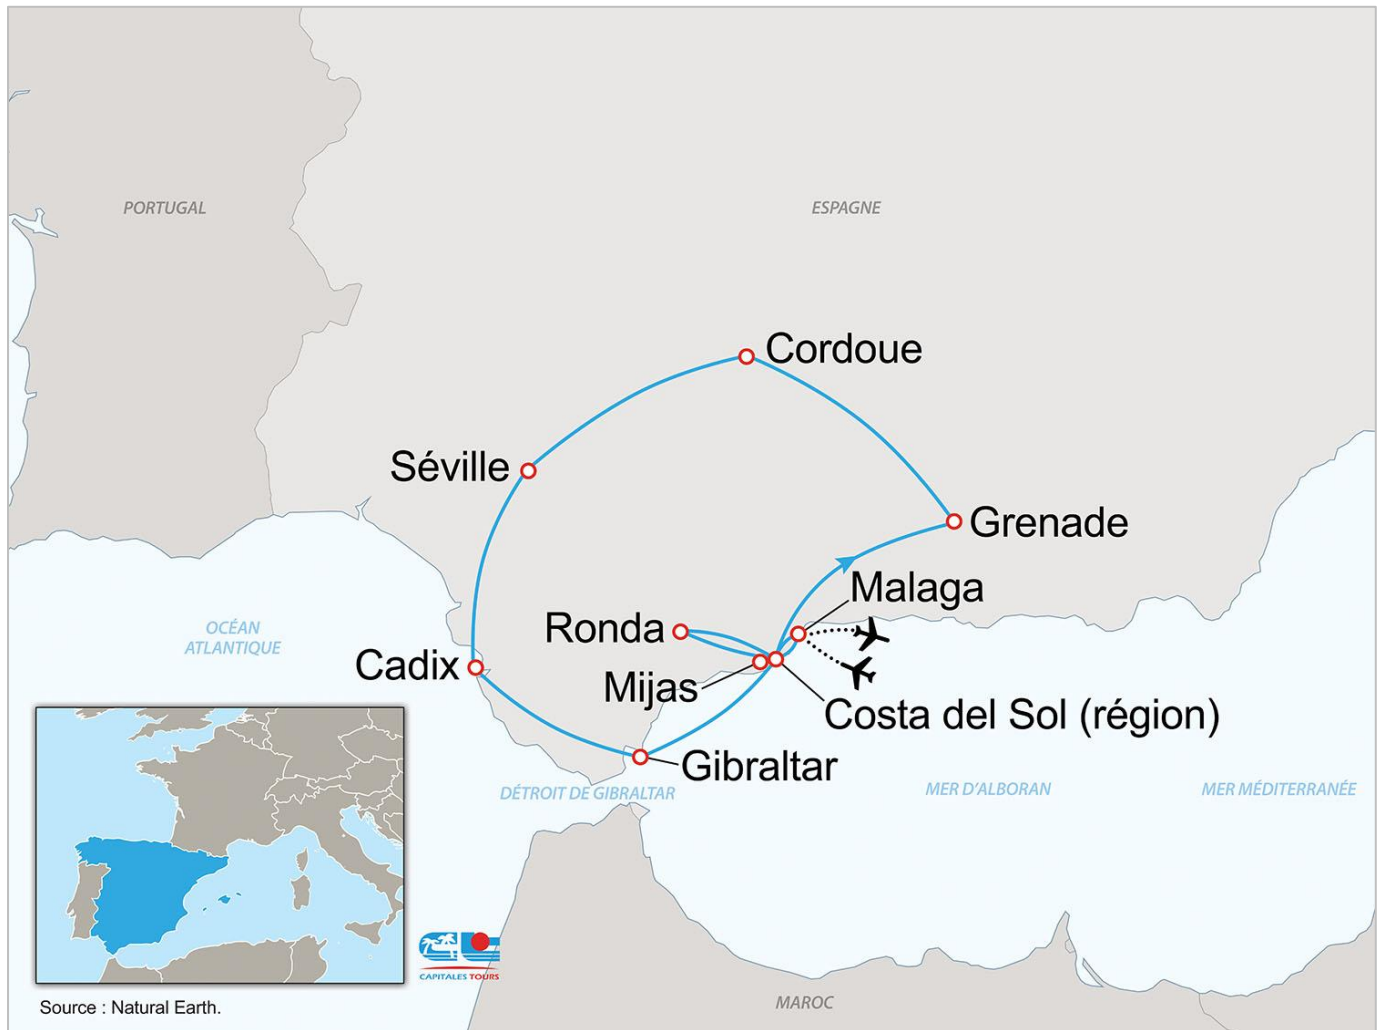 PORTUGAL
ESPAGNE
Cordoue
Séville
Grenade
Malaga
Ronda
OCÉAN
ATLANTIQUE
Cadix
Mijas
Costa del Sol (région)
Gibraltar
DÉTROIT DE GIBRALTAR
MER D'ALBORAN
MER MÉDITERRANÉE
CAPITALES TOURS
MAROC
Source : Natural Earth.